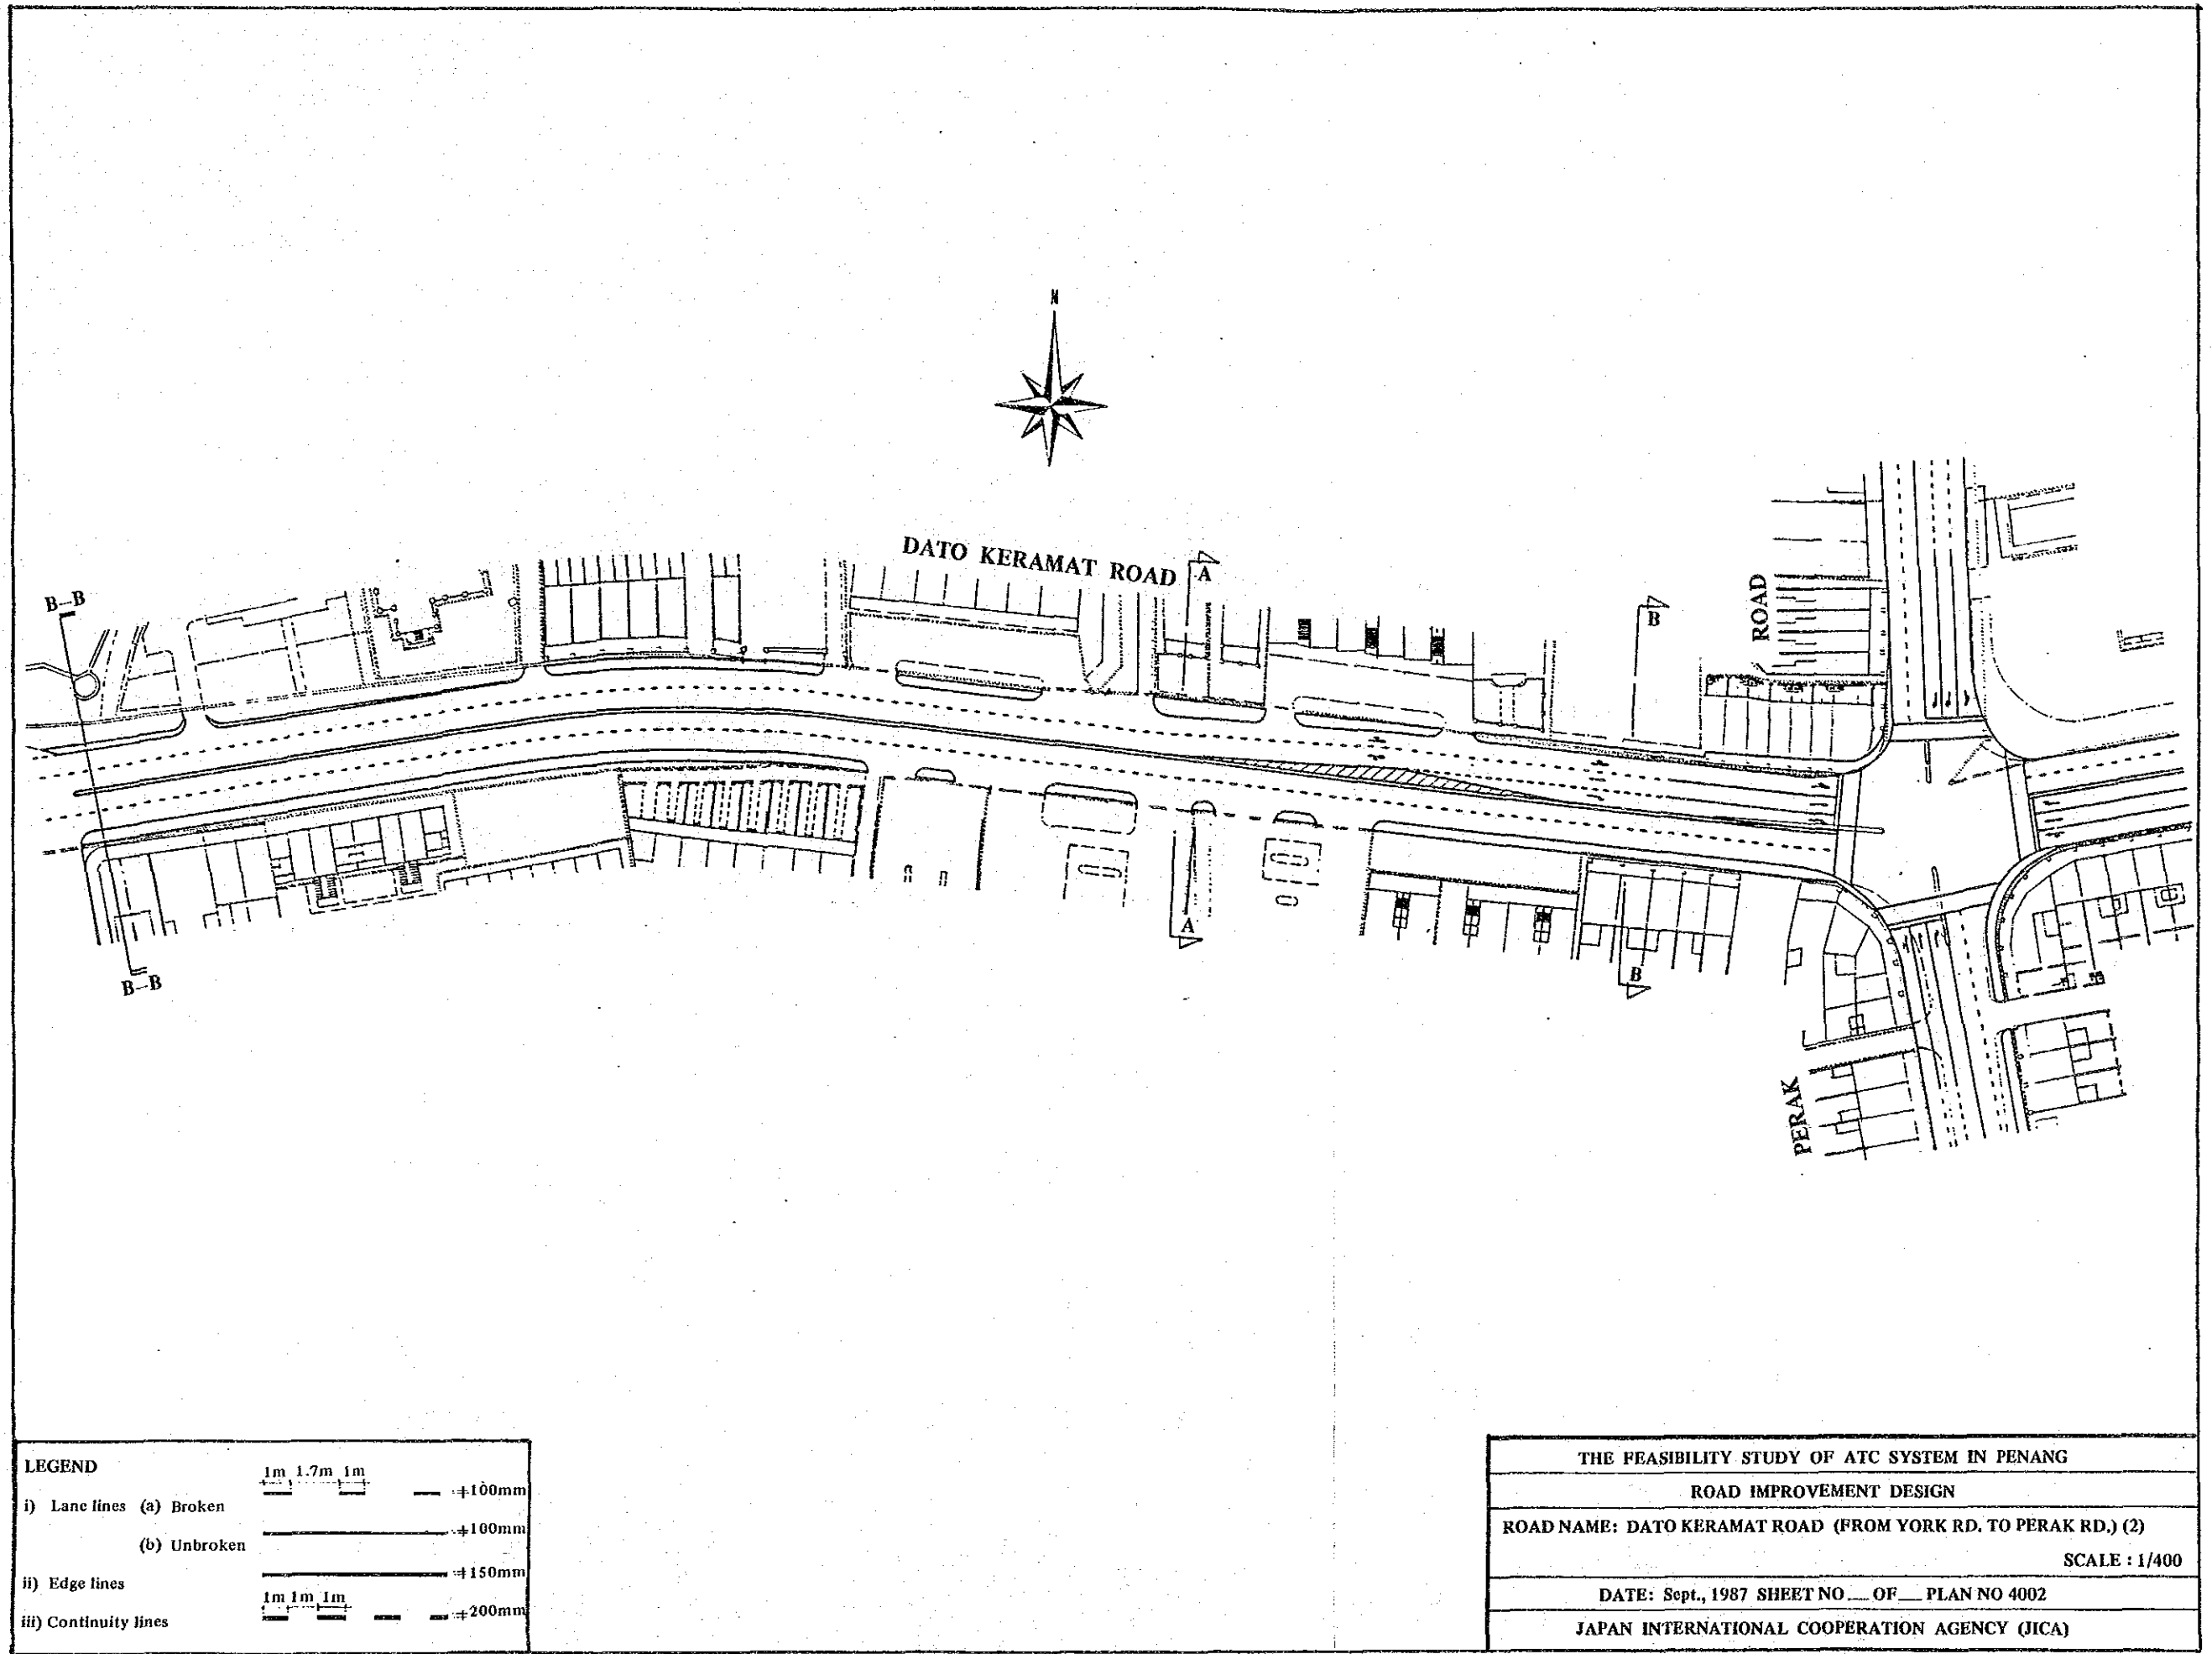 N
DATO KERAMAT ROAD
A
B--B
B
ROAD
A
B--B
B
PERAK
LEGEND
1m 1.7m 1m
i) Lane lines (a) Broken
100mm
(b) Unbroken
100mm
ii) Edge lines
150mm
1m 1m 1m
iii) Continuity lines
200mm
THE FEASIBILITY STUDY OF ATC SYSTEM IN PENANG
ROAD IMPROVEMENT DESIGN
ROAD NAME: DATO KERAMAT ROAD (FROM YORK RD. TO PERAK RD.) (2)
SCALE : 1/400
DATE: Sept., 1987 SHEET NO __ OF __ PLAN NO 4002
JAPAN INTERNATIONAL COOPERATION AGENCY (JICA)